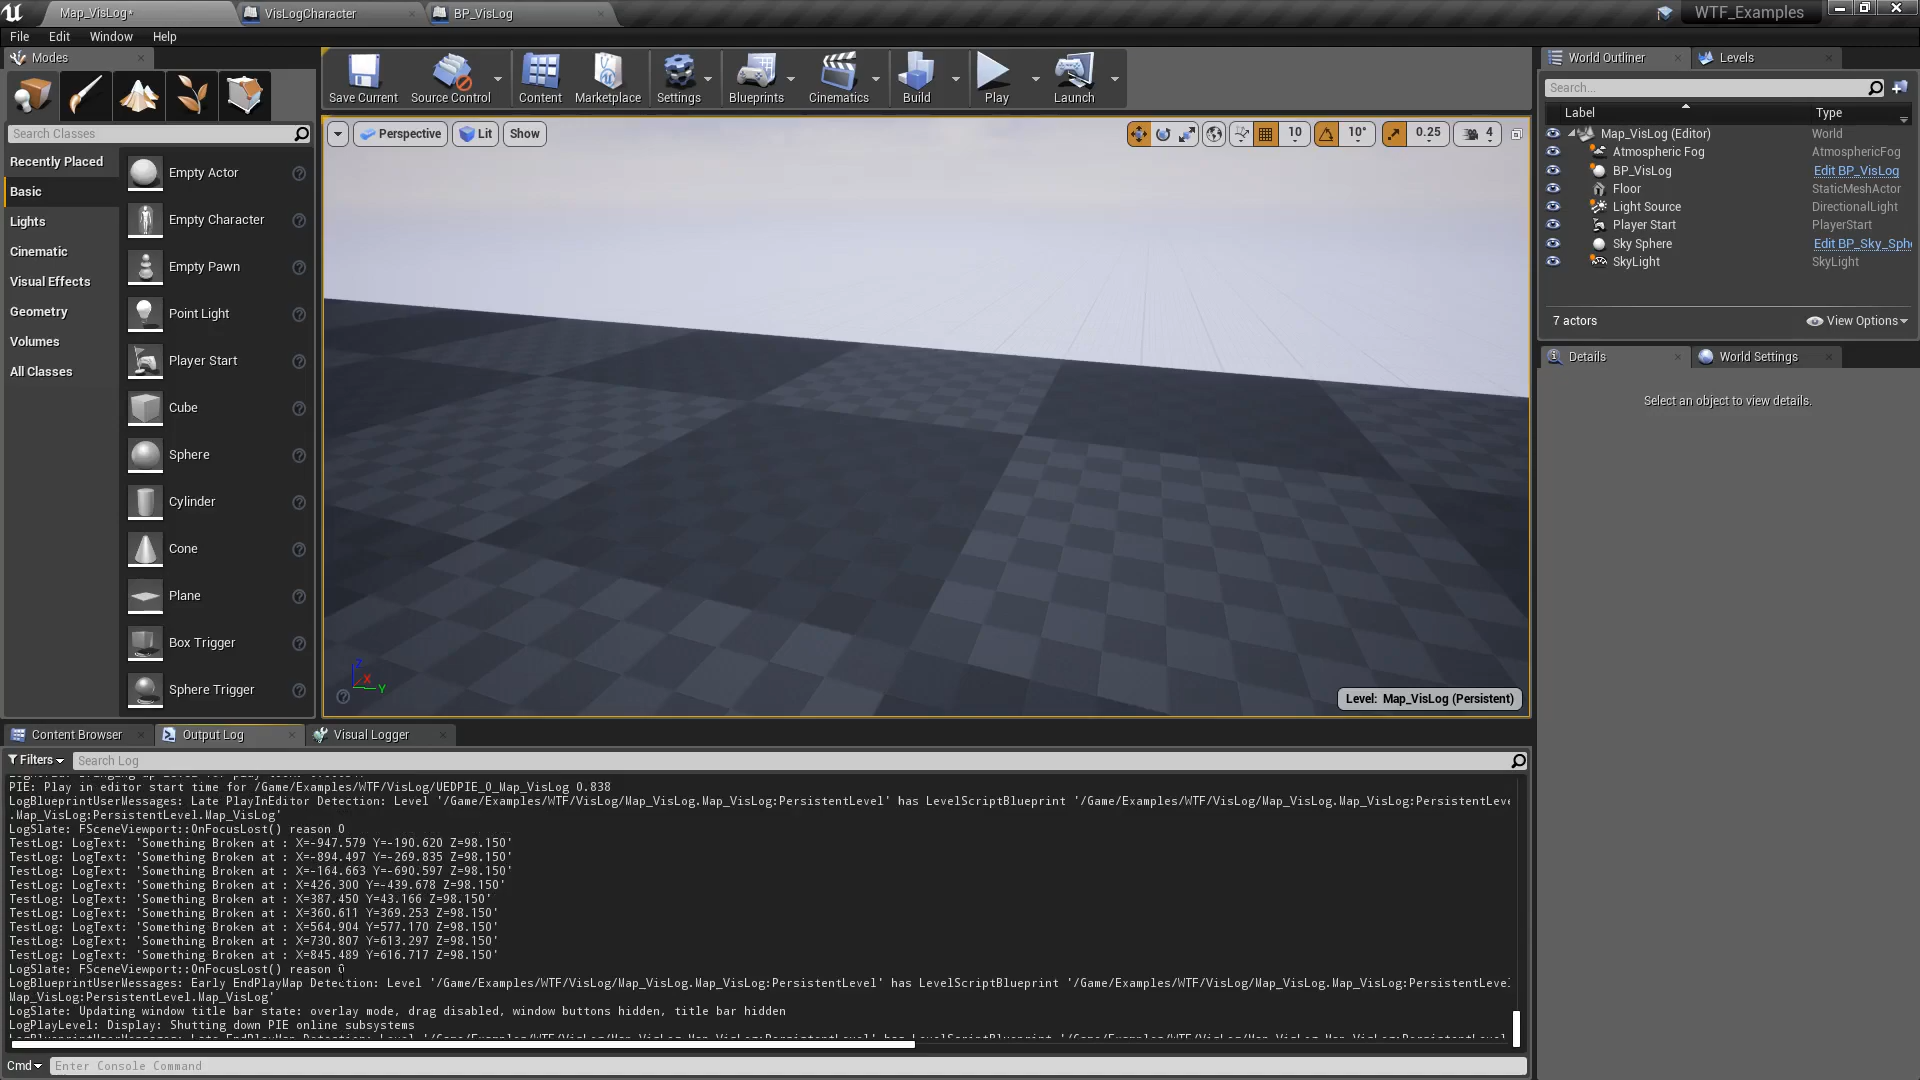 Map_VisLog*
VisLogCharacter
BP_VisLog
WTF_Examples
File Edit Window Help
Modes
Save Current
Source Control
Content
Marketplace
Settings
Blueprints
Cinematics
Build
Play
Launch
World Outliner
Levels
Search...
Label Type
Map_VisLog (Editor) World
Atmospheric Fog AtmosphericFog
BP_VisLog Edit BP_VisLog
Floor StaticMeshActor
Light Source DirectionalLight
Player Start PlayerStart
Sky Sphere Edit BP_Sky_Sph
SkyLight SkyLight
7 actors
View Options
Details
World Settings
Select an object to view details.
Search Classes
Recently Placed
Basic
Lights
Cinematic
Visual Effects
Geometry
Volumes
All Classes
Empty Actor
Empty Character
Empty Pawn
Point Light
Player Start
Cube
Sphere
Cylinder
Cone
Plane
Box Trigger
Sphere Trigger
Perspective
Lit
Show
10
10°
0.25
4
Z
X
Y
Level: Map_VisLog (Persistent)
Content Browser
Output Log
Visual Logger
Filters
Search Log
PIE: Play in editor start time for /Game/Examples/WTF/VisLog/UEDPIE_0_Map_VisLog 0.838
LogBlueprintUserMessages: Late PlayInEditor Detection: Level '/Game/Examples/WTF/VisLog/Map_VisLog.Map_VisLog:PersistentLevel' has LevelScriptBlueprint '/Game/Examples/WTF/VisLog/Map_VisLog.Map_VisLog:PersistentLeve
.Map_VisLog:PersistentLevel.Map_VisLog'
LogSlate: FSceneViewport::OnFocusLost() reason 0
TestLog: LogText: 'Something Broken at : X=-947.579 Y=-190.620 Z=98.150'
TestLog: LogText: 'Something Broken at : X=-894.497 Y=-269.835 Z=98.150'
TestLog: LogText: 'Something Broken at : X=-164.663 Y=-690.597 Z=98.150'
TestLog: LogText: 'Something Broken at : X=426.300 Y=-439.678 Z=98.150'
TestLog: LogText: 'Something Broken at : X=387.450 Y=43.166 Z=98.150'
TestLog: LogText: 'Something Broken at : X=360.611 Y=369.253 Z=98.150'
TestLog: LogText: 'Something Broken at : X=564.904 Y=577.170 Z=98.150'
TestLog: LogText: 'Something Broken at : X=730.807 Y=613.297 Z=98.150'
TestLog: LogText: 'Something Broken at : X=845.489 Y=616.717 Z=98.150'
LogSlate: FSceneViewport::OnFocusLost() reason 0
LogBlueprintUserMessages: Early EndPlayMap Detection: Level '/Game/Examples/WTF/VisLog/Map_VisLog.Map_VisLog:PersistentLevel' has LevelScriptBlueprint '/Game/Examples/WTF/VisLog/Map_VisLog.Map_VisLog:PersistentLevel.
Map_VisLog:PersistentLevel.Map_VisLog'
LogSlate: Updating window title bar state: overlay mode, drag disabled, window buttons hidden, title bar hidden
LogPlayLevel: Display: Shutting down PIE online subsystems
Cmd
Enter Console Command